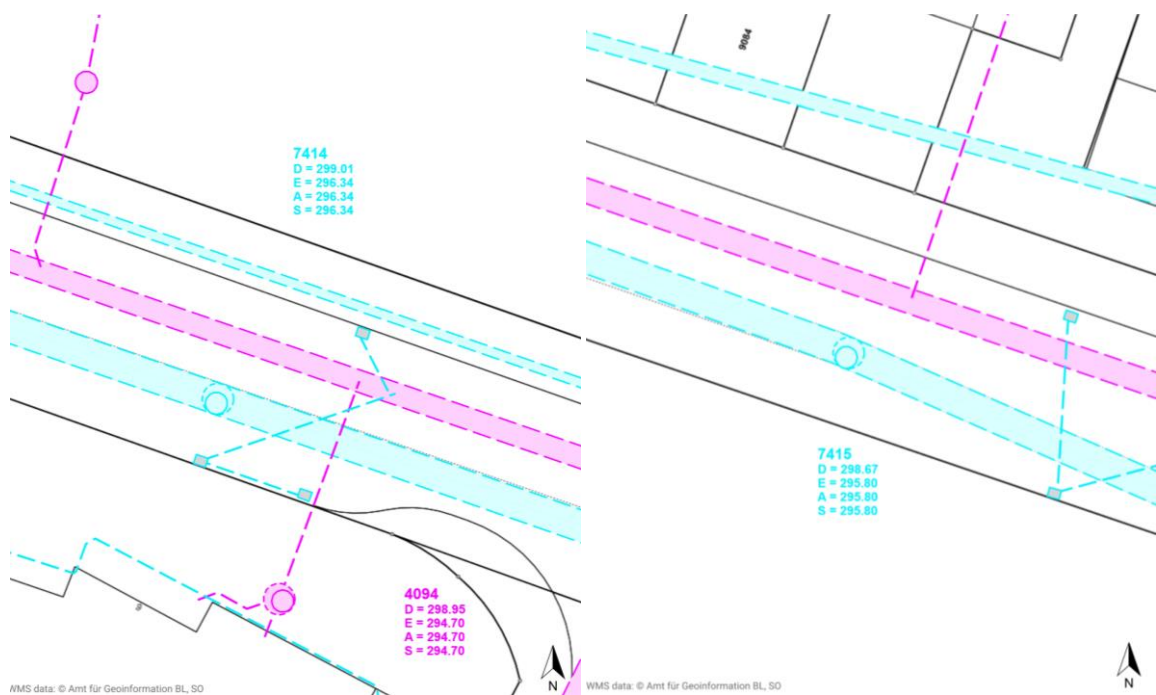 7414
D = 299.01
E = 296.34
A = 296.34
S = 296.34
4094
D = 298.95
E = 294.70
A = 294.70
S = 294.70
N
WMS data: © Amt für Geoinformation BL, SO
9084
7415
D = 298.67
E = 295.80
A = 295.80
S = 295.80
N
WMS data: © Amt für Geoinformation BL, SO